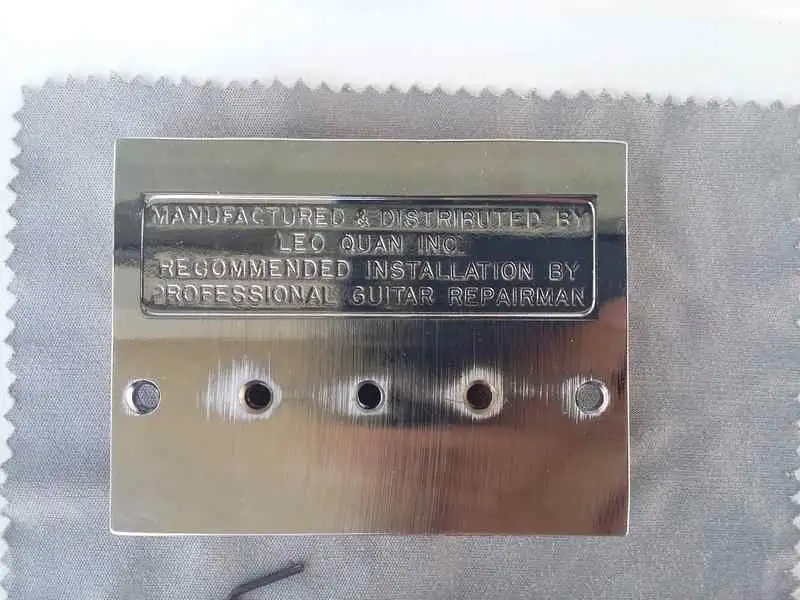 MANUFACTURED & DISTRIBUTED BY
LEO QUAN INC.
RECOMMENDED INSTALLATION BY
PROFESSIONAL GUITAR REPAIRMAN